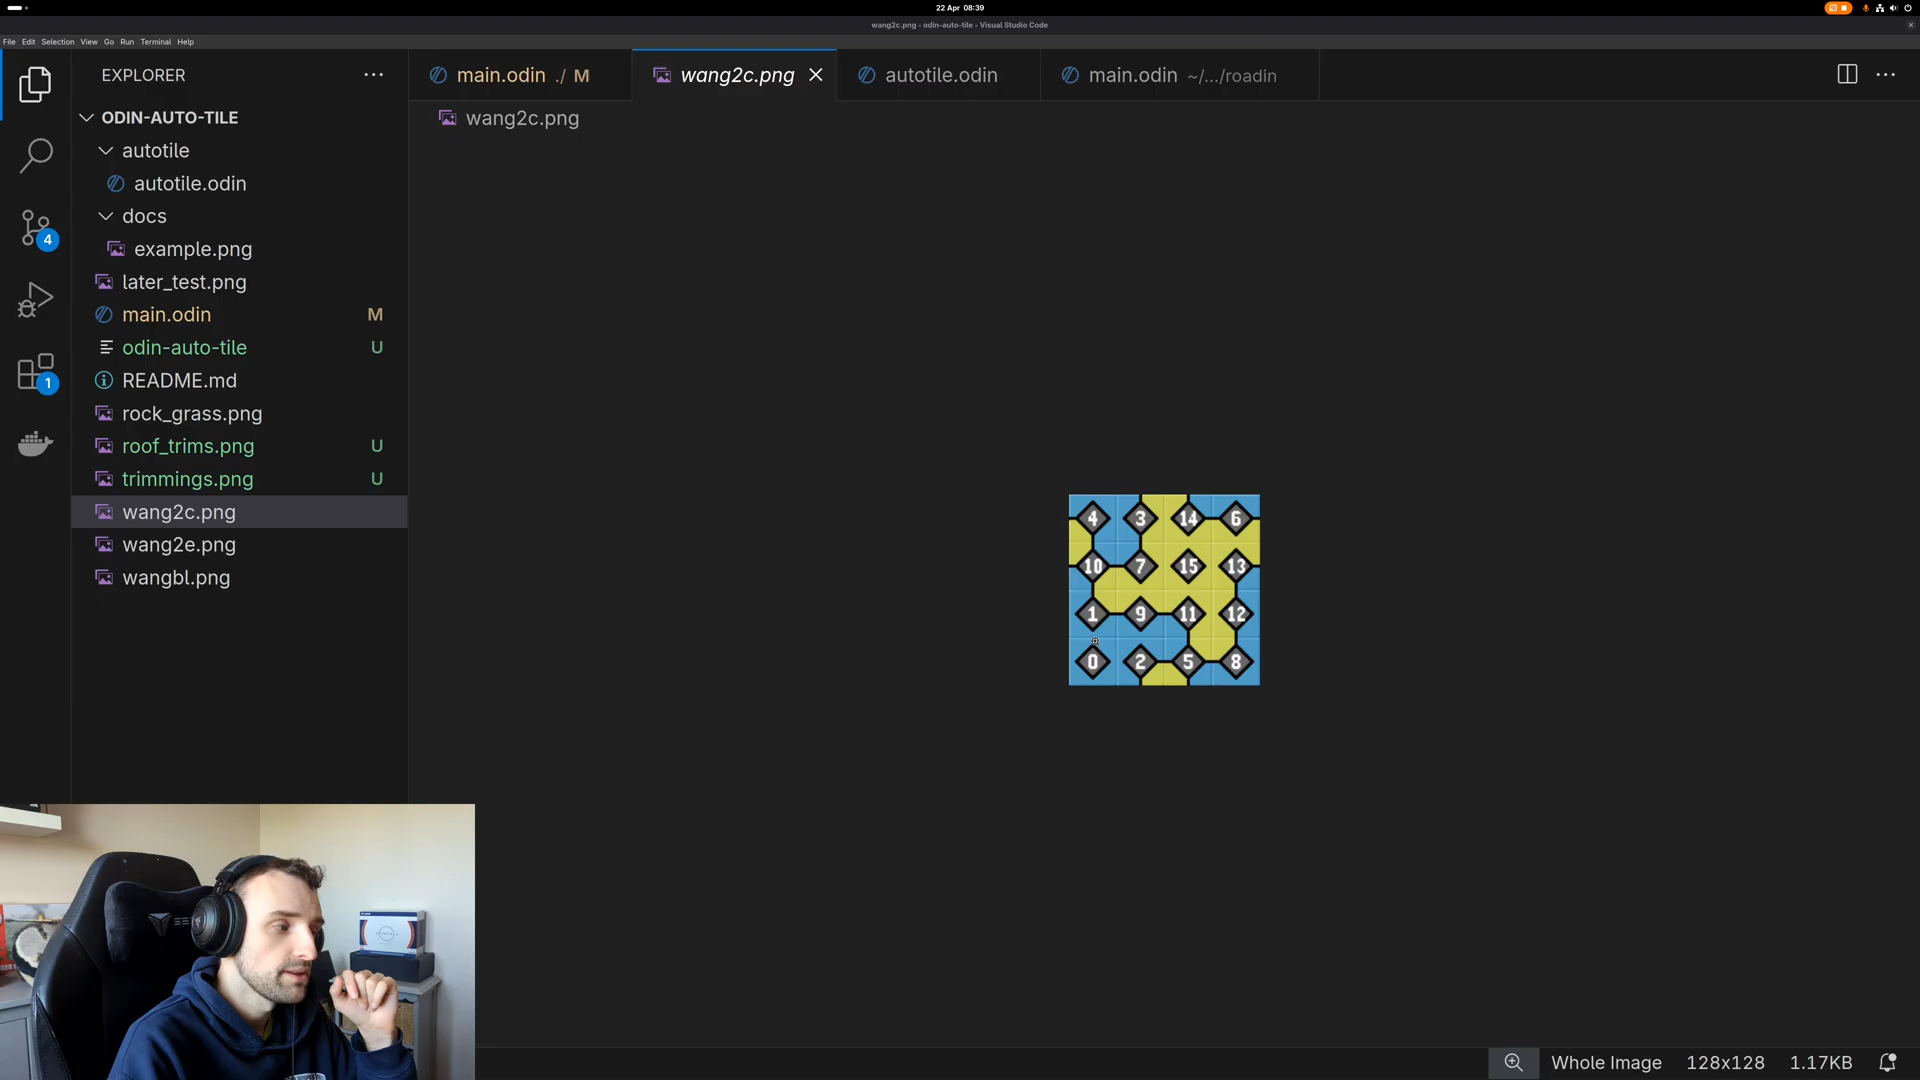 22 Apr 08:39
wang2c.png - odin-auto-tile - Visual Studio Code
File Edit Selection View Go Run Terminal Help
EXPLORER
main.odin ./ M
wang2c.png
autotile.odin
main.odin ~/.../roadin
ODIN-AUTO-TILE
wang2c.png
autotile
autotile.odin
docs
4
example.png
later_test.png
main.odin M
odin-auto-tile U
1
README.md
rock_grass.png
roof_trims.png U
trimmings.png U
wang2c.png
wang2e.png
wangbl.png
4 3 14 6
10 7 15 13
1 9 11 12
0 2 5 8
Whole Image 128x128 1.17KB